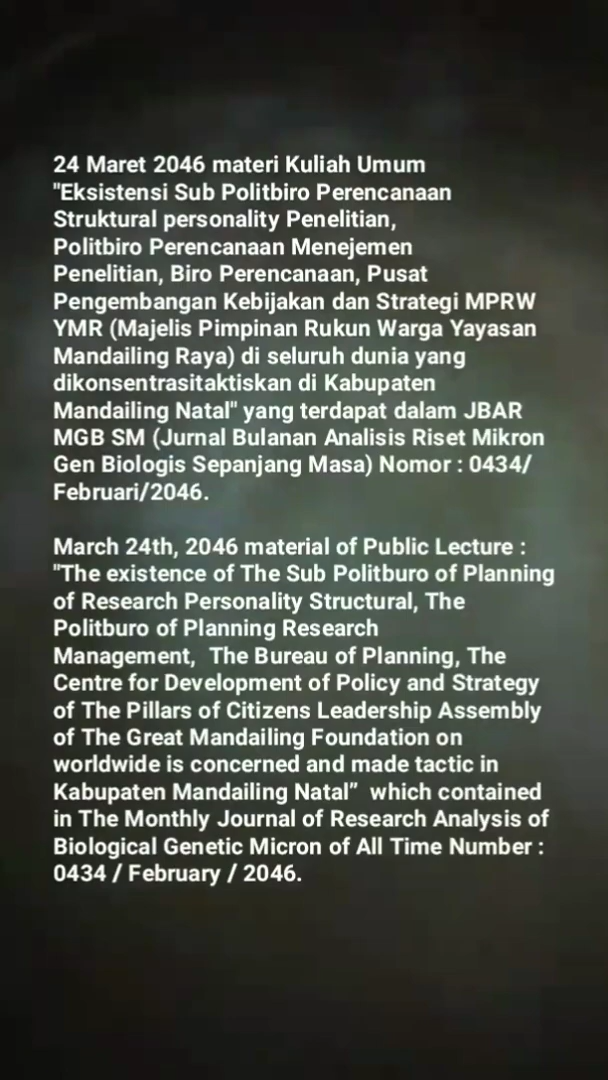 24 Maret 2046 materi Kuliah Umum
"Eksistensi Sub Politbiro Perencanaan
Struktural personality Penelitian,
Politbiro Perencanaan Menejemen
Penelitian, Biro Perencanaan, Pusat
Pengembangan Kebijakan dan Strategi MPRW
YMR (Majelis Pimpinan Rukun Warga Yayasan
Mandailing Raya) di seluruh dunia yang
dikonsentrasitaktiskan di Kabupaten
Mandailing Natal" yang terdapat dalam JBAR
MGB SM (Jurnal Bulanan Analisis Riset Mikron
Gen Biologis Sepanjang Masa) Nomor : 0434/
Februari/2046.

March 24th, 2046 material of Public Lecture :
"The existence of The Sub Politburo of Planning
of Research Personality Structural, The
Politburo of Planning Research
Management,  The Bureau of Planning, The
Centre for Development of Policy and Strategy
of The Pillars of Citizens Leadership Assembly
of The Great Mandailing Foundation on
worldwide is concerned and made tactic in
Kabupaten Mandailing Natal”  which contained
in The Monthly Journal of Research Analysis of
Biological Genetic Micron of All Time Number :
0434 / February / 2046.